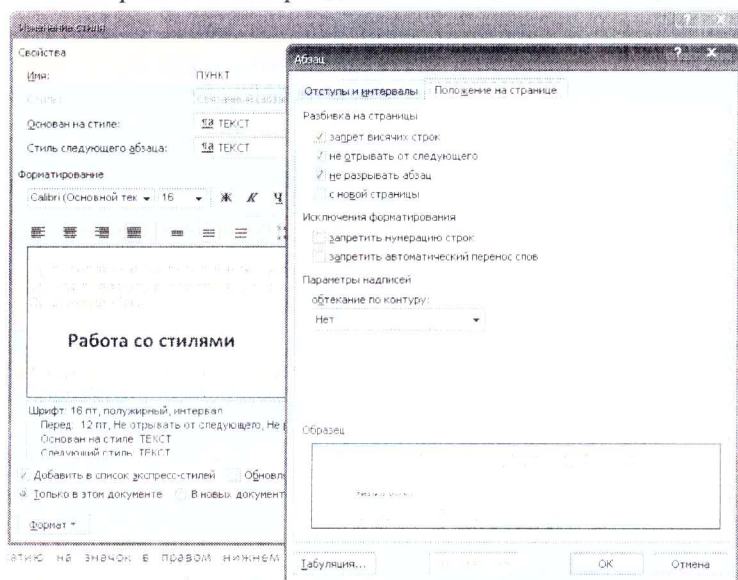 Изменение стиля
Свойства
Имя: ПУНКТ
Стиль:
Основан на стиле: ¶a ТЕКСТ
Стиль следующего абзаца: ¶a ТЕКСТ
Форматирование
Calibri (Основной тек 16 Ж К Ч
Работа со стилями
Шрифт: 16 пт, полужирный, интервал
Перед: 12 пт, Не отрывать от следующего, Не р
Основан на стиле: ТЕКСТ
Следующий стиль: ТЕКСТ
Добавить в список экспресс-стилей Обновл
Только в этом документе В новых документ
Формат
Абзац
? X
Отступы и интервалы Положение на странице
Разбивка на страницы
запрет висячих строк
не отрывать от следующего
не разрывать абзац
с новой страницы
Исключения форматирования
запретить нумерацию строк
запретить автоматический перенос слов
Параметры надписей
обтекание по контуру:
Нет
Образец
Табуляция... ОК Отмена
атию на значок в правом нижнем